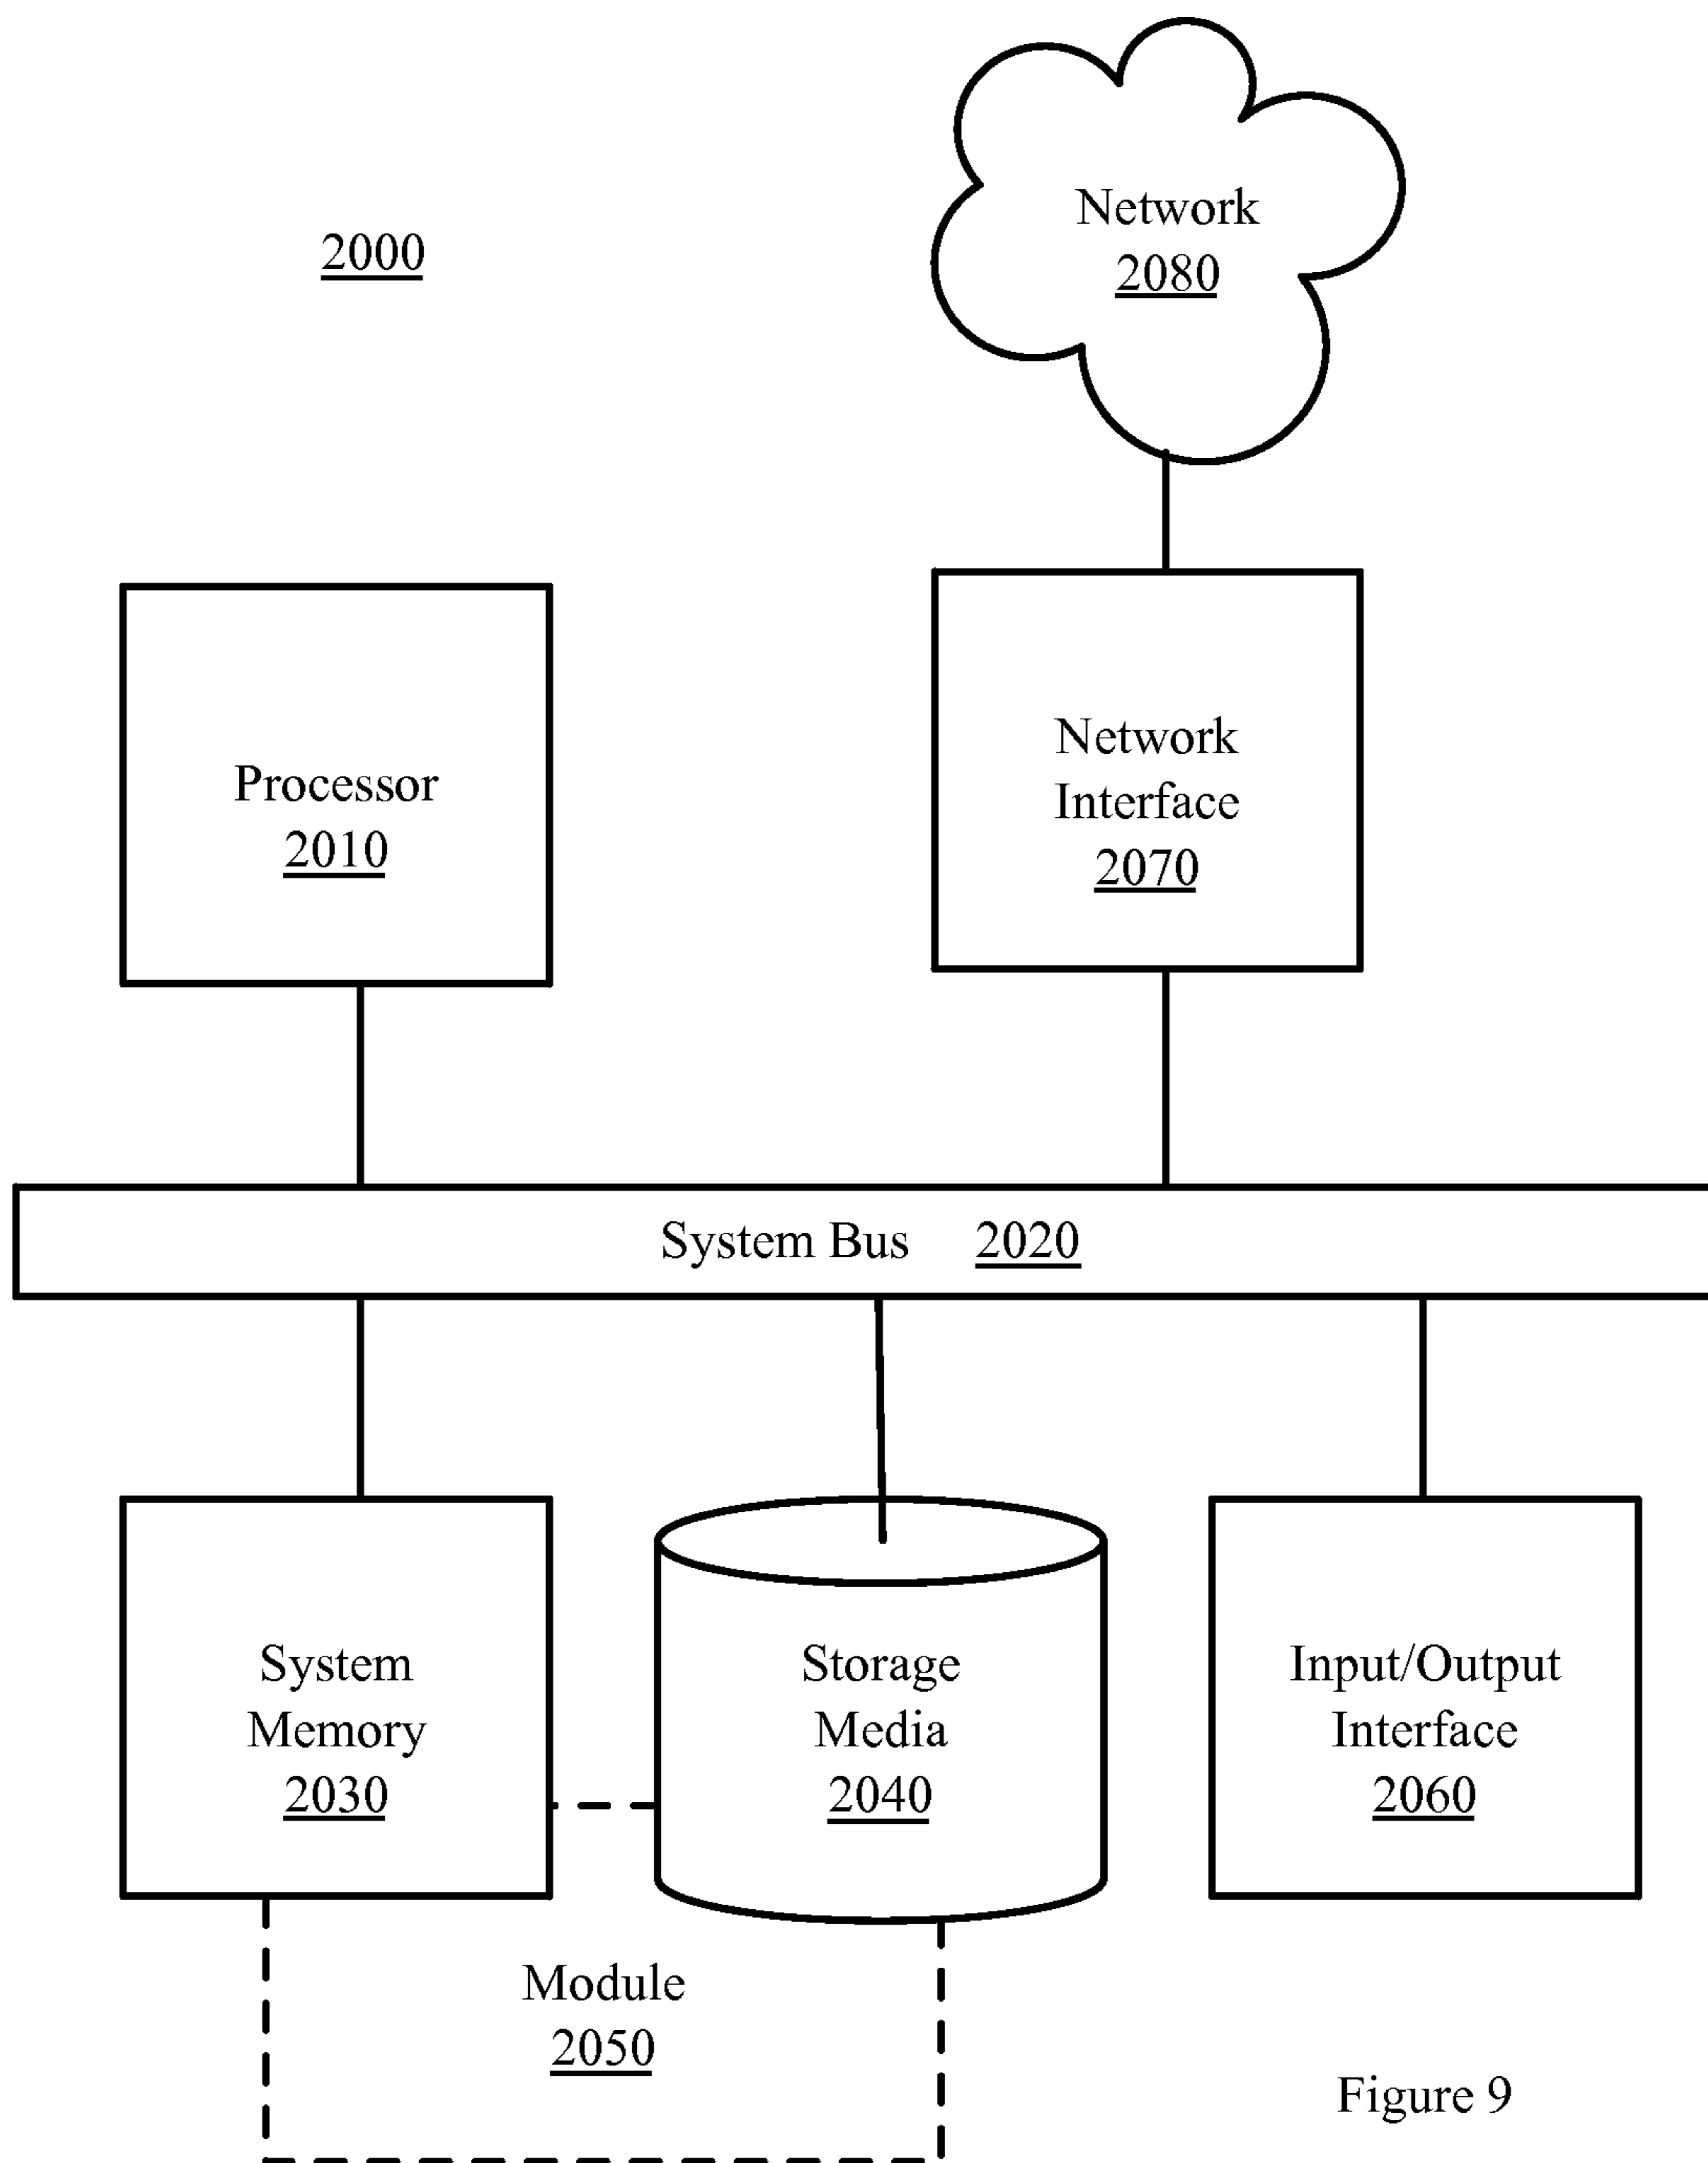 Network
2080
2000
Network
Interface
2070
Processor
2010
System Bus 2020
System
Memory
2030
Storage
Media
2040
Input/Output
Interface
2060
Module
2050
Figure 9